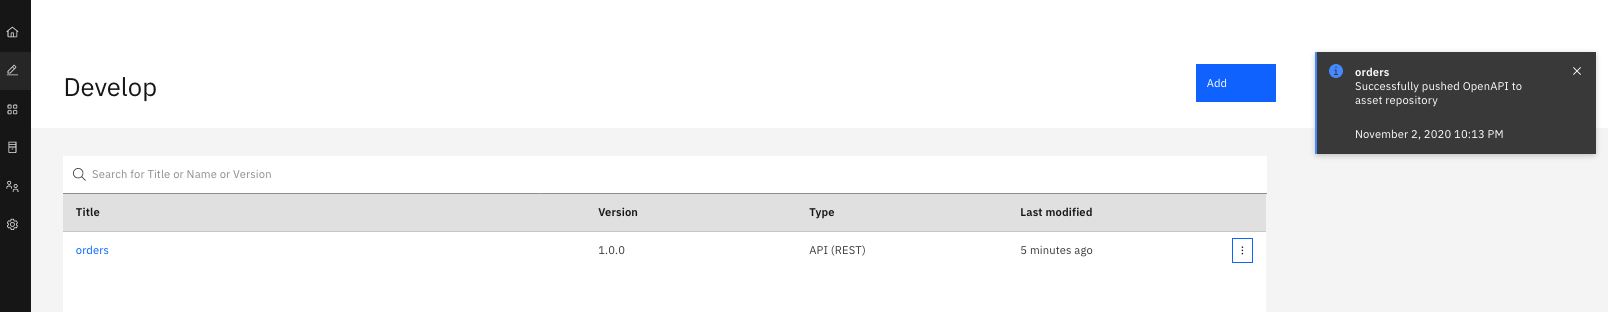 Develop
Add
orders
Successfully pushed OpenAPI to
asset repository
November 2, 2020 10:13 PM
Search for Title or Name or Version
Title Version Type Last modified
orders 1.0.0 API (REST) 5 minutes ago